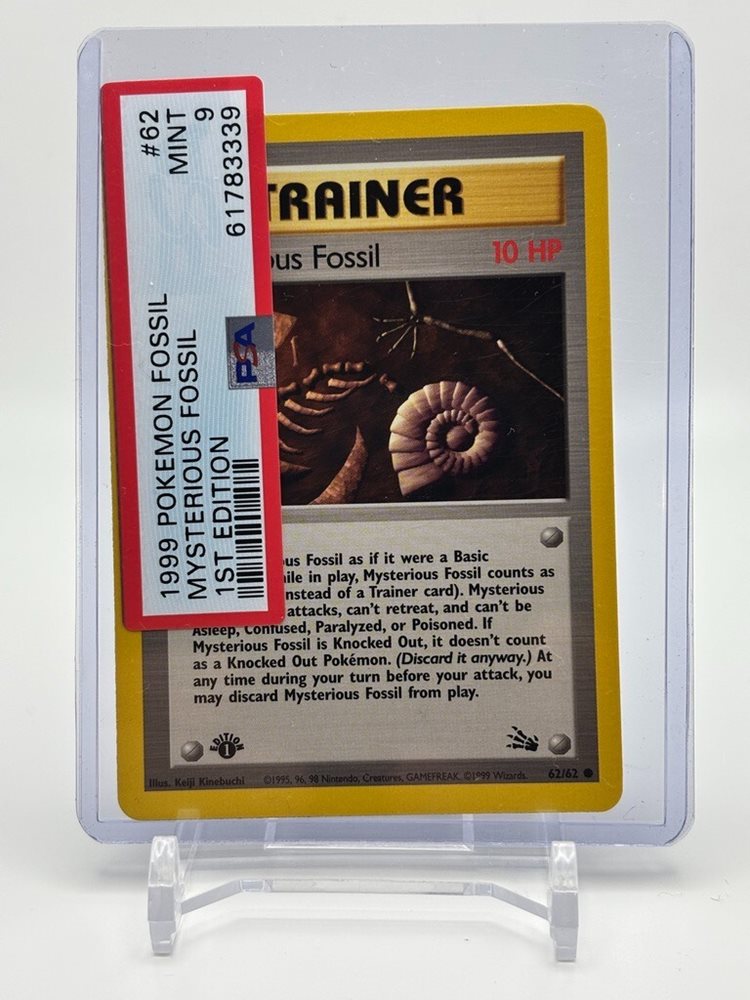 1999 POKEMON FOSSIL #62
MYSTERIOUS FOSSIL MINT
1ST EDITION 9
61783339
PSA
TRAINER
ous Fossil 10 HP
ous Fossil as if it were a Basic
ile in play, Mysterious Fossil counts as
nstead of a Trainer card). Mysterious
attacks, can't retreat, and can't be
Asleep, Confused, Paralyzed, or Poisoned. If
Mysterious Fossil is Knocked Out, it doesn't count
as a Knocked Out Pokémon. (Discard it anyway.) At
any time during your turn before your attack, you
may discard Mysterious Fossil from play.
EDITION
1
Illus. Keiji Kinebuchi ©1995, 96, 98 Nintendo, Creatures, GAMEFREAK. ©1999 Wizards. 62/62